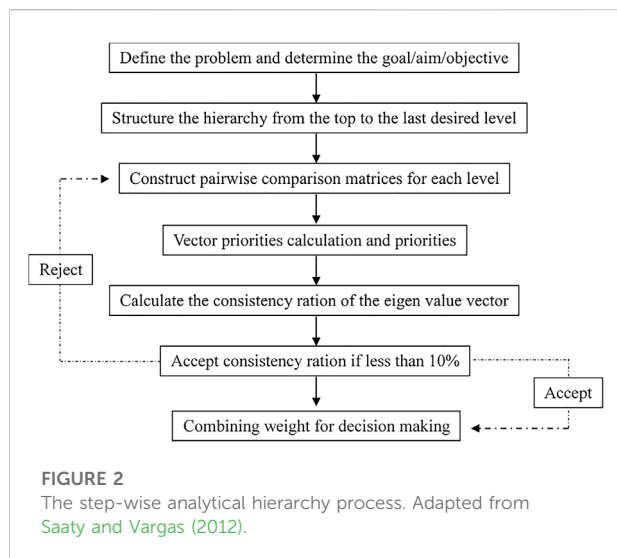 Define the problem and determine the goal/aim/objective
Structure the hierarchy from the top to the last desired level
Construct pairwise comparison matrices for each level
Vector priorities calculation and priorities
Reject
Calculate the consistency ration of the eigen value vector
Accept consistency ration if less than 10%
Accept
Combining weight for decision making
FIGURE 2
The step-wise analytical hierarchy process. Adapted from
Saaty and Vargas (2012).